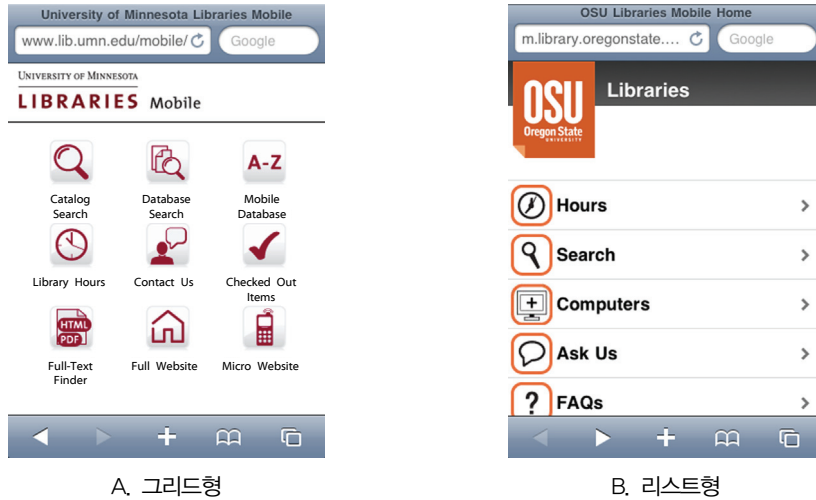 University of Minnesota Libraries Mobile
www.lib.umn.edu/mobile/
Google
UNIVERSITY OF MINNESOTA
LIBRARIES Mobile
A-Z
Catalog
Search
Database
Search
Mobile
Database
Library Hours
Contact Us
Checked Out
Items
HTML
PDF
Full-Text
Finder
Full Website
Micro Website
A. 그리드형
OSU Libraries Mobile Home
m.library.oregonstate....
Google
OSU
Oregon State
UNIVERSITY
Libraries
Hours
Search
Computers
Ask Us
? FAQs
B. 리스트형